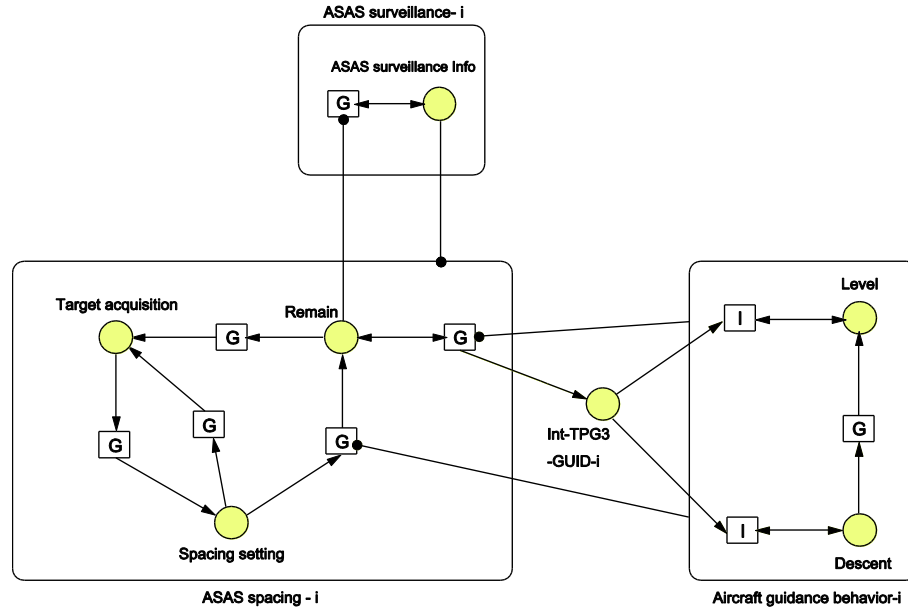 ASAS surveillance- i
ASAS surveillance Info
G
Target acquisition
Remain
Level
G
G
I
G
G
G
G
Int-TPG3
-GUID-i
I
Spacing setting
Descent
ASAS spacing - i
Aircraft guidance behavior-i